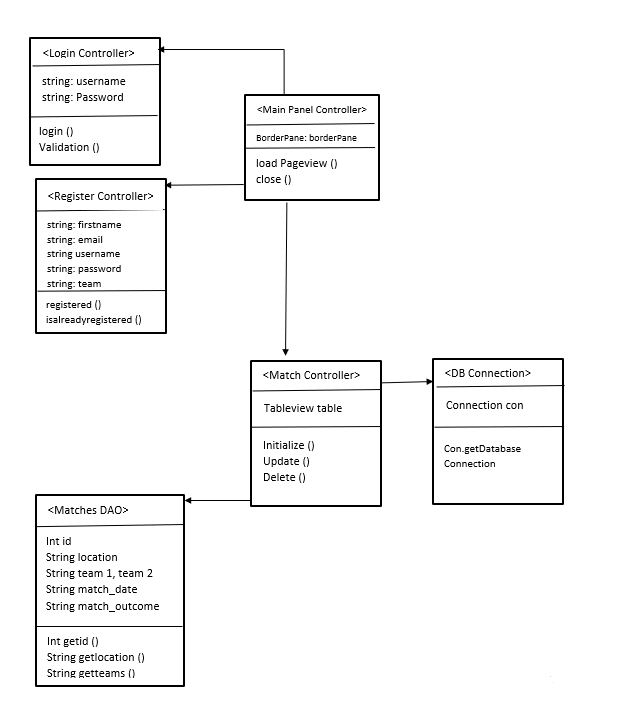 <Login Controller>
string: username
string: Password
login ()
Validation ()
<Main Panel Controller>
BorderPane: borderPane
load Pageview ()
close ()
<Register Controller>
string: firstname
string: email
string username
string: password
string: team
registered ()
isalreadyregistered ()
<Match Controller>
Tableview table
Initialize ()
Update ()
Delete ()
<DB Connection>
Connection con
Con.getDatabase
Connection
<Matches DAO>
Int id
String location
String team 1, team 2
String match_date
String match_outcome
Int getid ()
String getlocation ()
String getteams ()